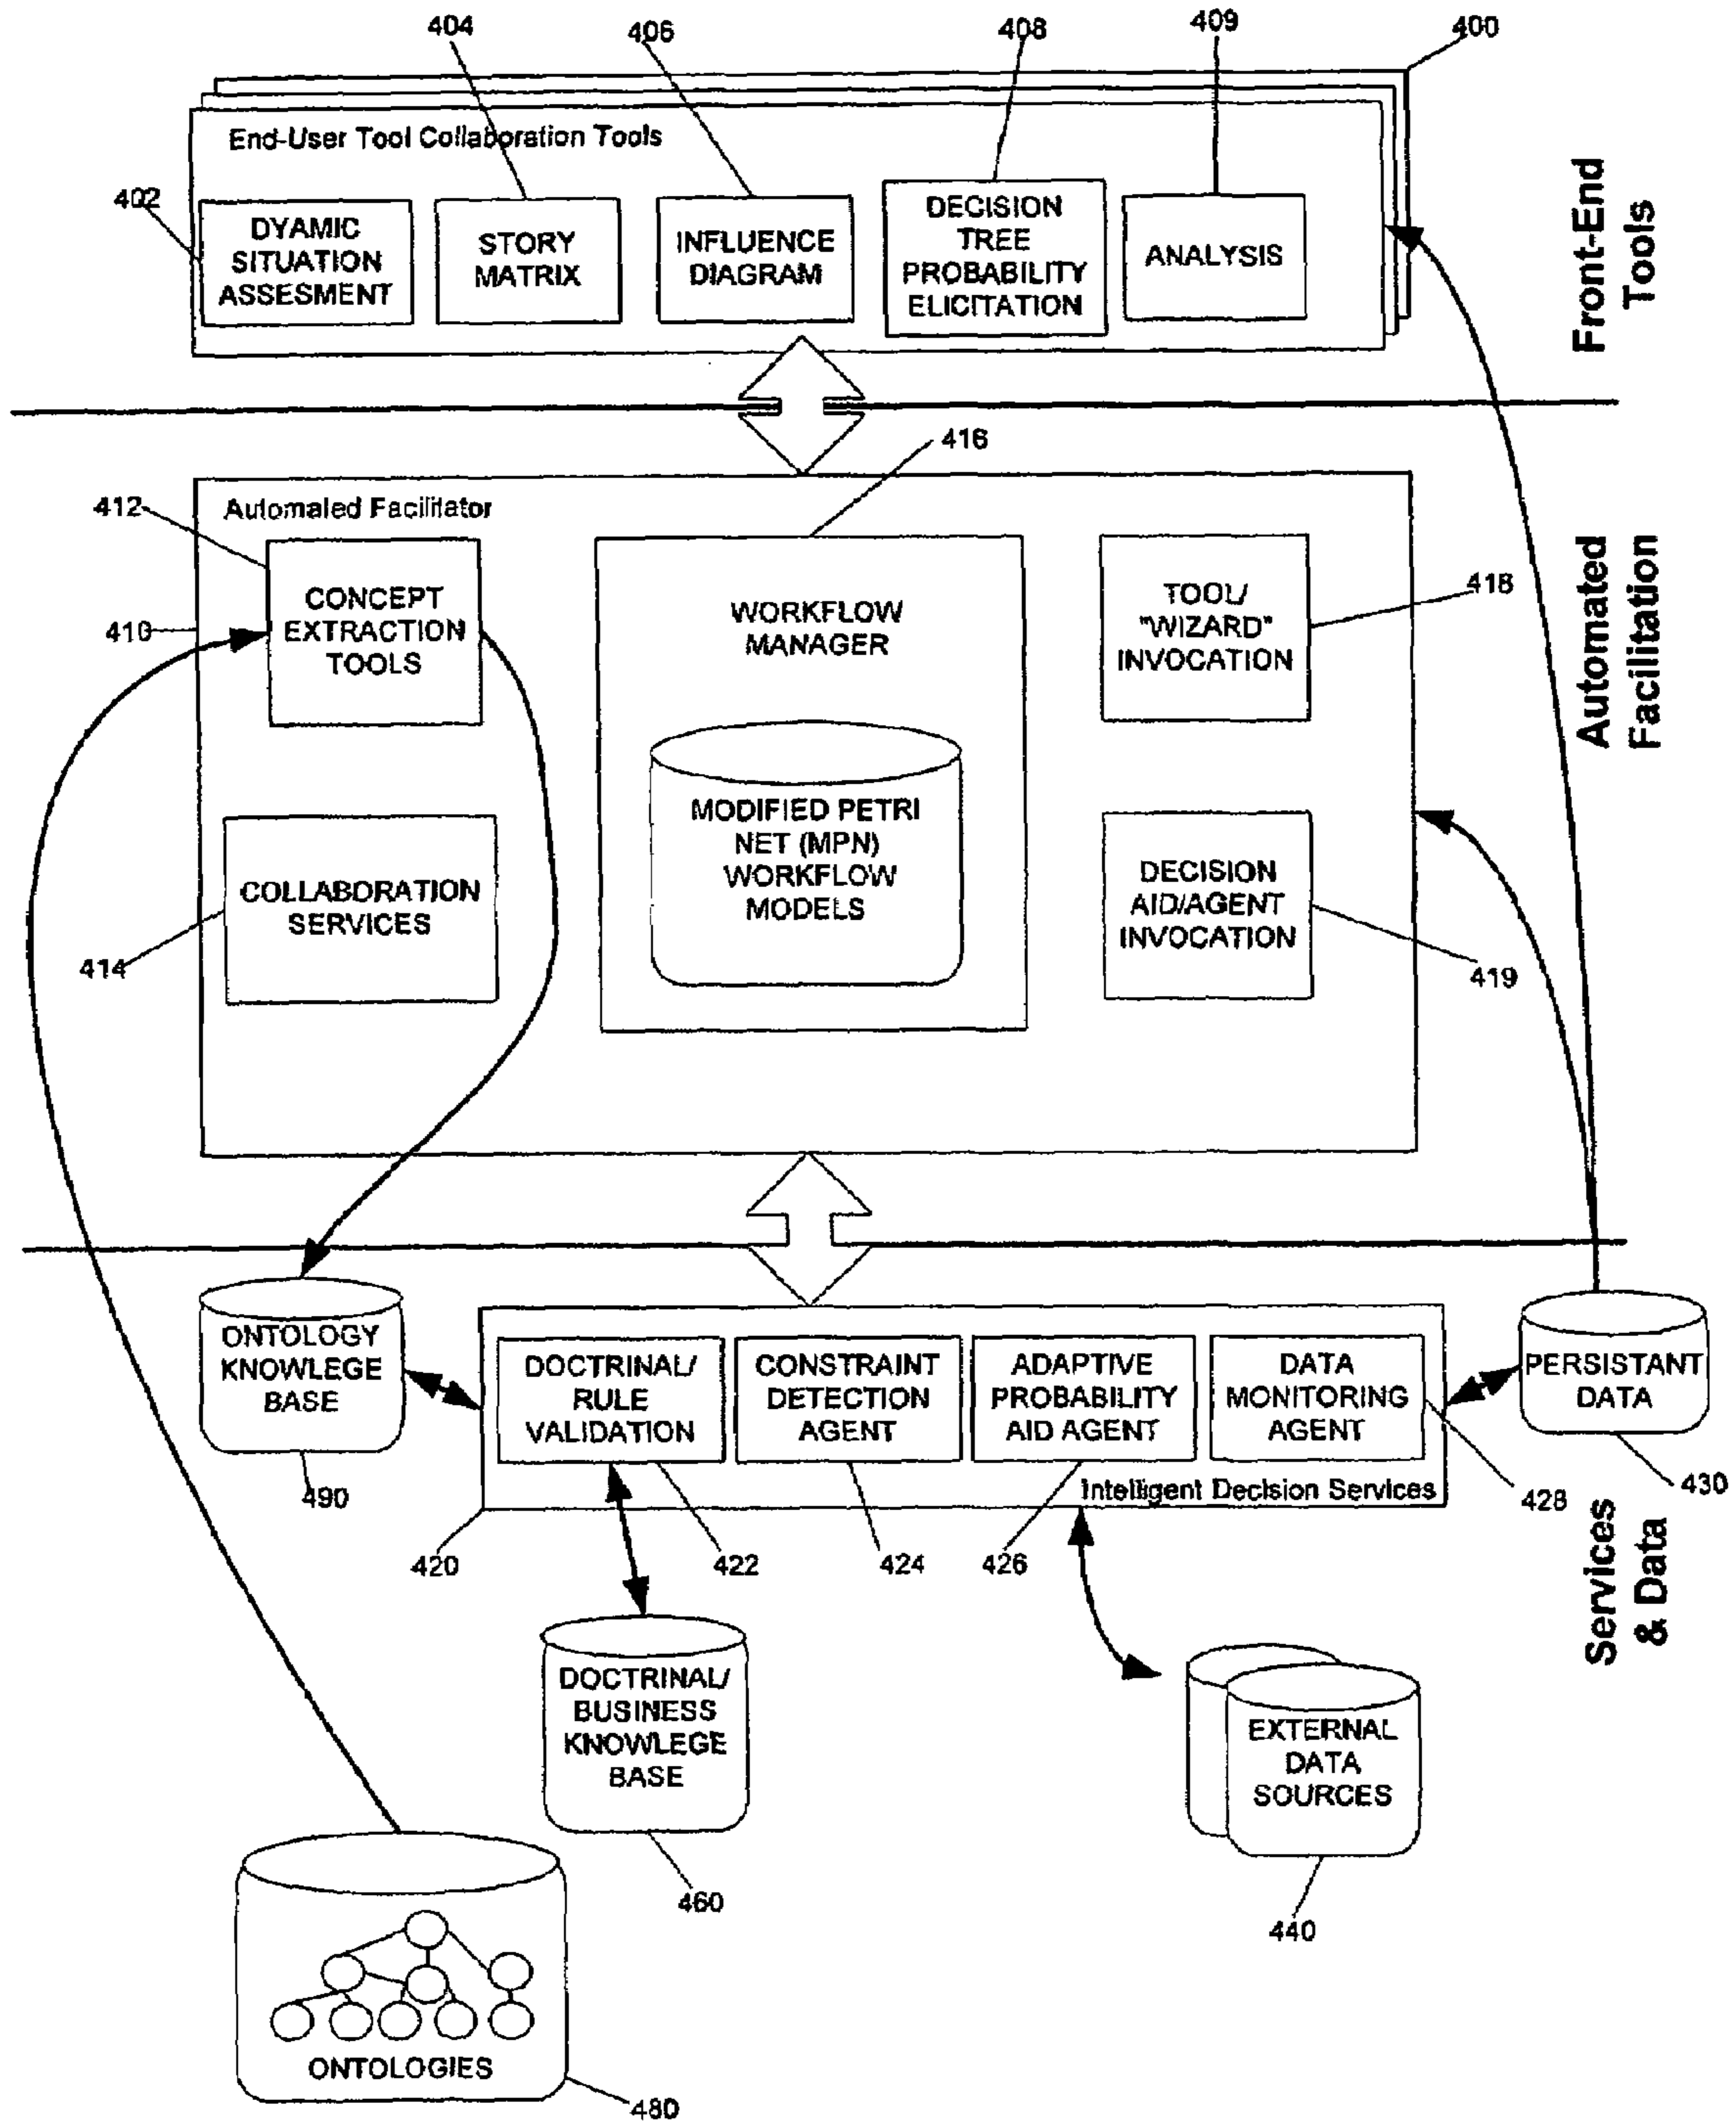 404
406
408
409
400
End-User Tool Collaboration Tools
402
DYAMIC
SITUATION
ASSESMENT
STORY
MATRIX
INFLUENCE
DIAGRAM
DECISION
TREE
PROBABILITY
ELICITATION
ANALYSIS
Front-End
Tools
416
412
Automaled Facilitator
410
CONCEPT
EXTRACTION
TOOLS
WORKFLOW
MANAGER
TOOL/
"WIZARD"
INVOCATION
418
Automated
Facilitation
MODIFIED PETRI
NET (MPN)
WORKFLOW
MODELS
COLLABORATION
SERVICES
414
DECISION
AID/AGENT
INVOCATION
419
ONTOLOGY
KNOWLEGE
BASE
490
DOCTRINAL/
RULE
VALIDATION
CONSTRAINT
DETECTION
AGENT
ADAPTIVE
PROBABILITY
AID AGENT
DATA
MONITORING
AGENT
PERSISTANT
DATA
Intelligent Decision Services
428
430
420
422
424
426
Services
& Data
DOCTRINAL/
BUSINESS
KNOWLEGE
BASE
460
EXTERNAL
DATA
SOURCES
440
ONTOLOGIES
480